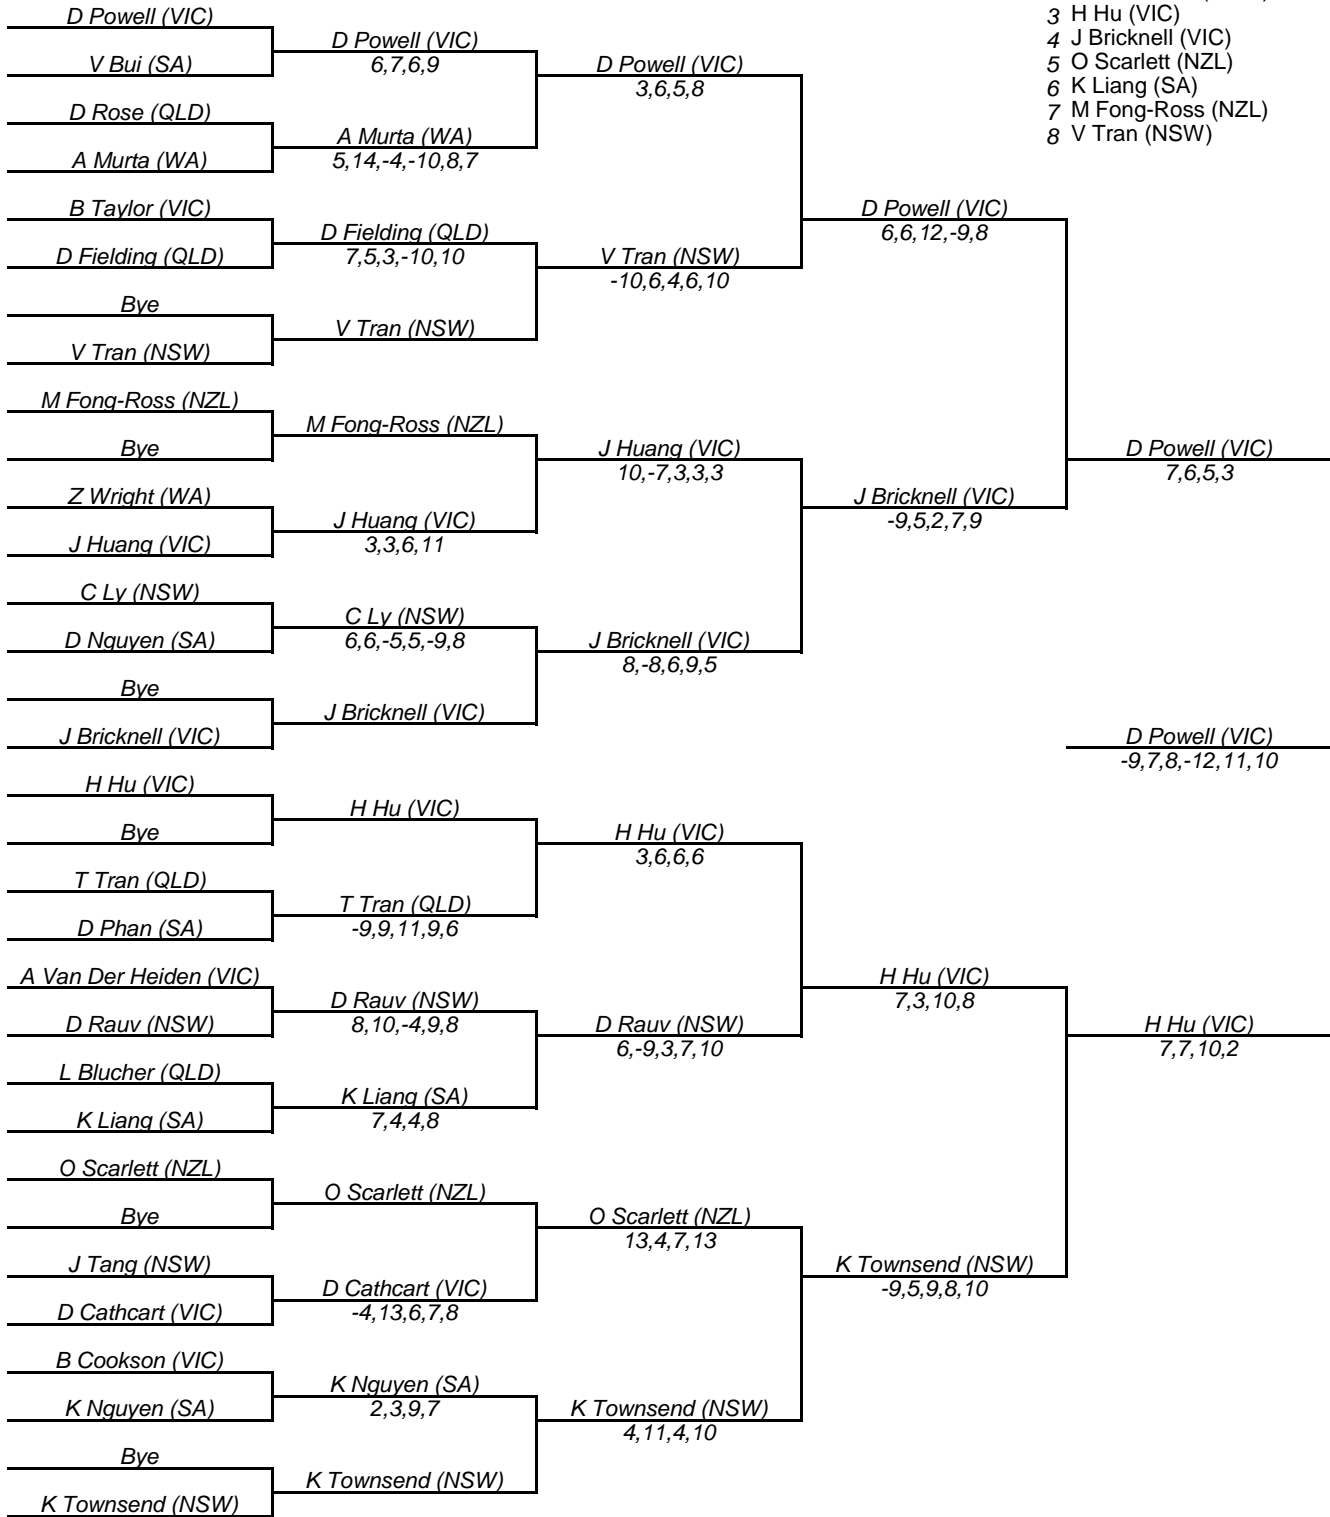 3 H Hu (VIC)
4 J Bricknell (VIC)
5 O Scarlett (NZL)
6 K Liang (SA)
7 M Fong-Ross (NZL)
8 V Tran (NSW)
D Powell (VIC)
V Bui (SA)
D Rose (QLD)
A Murta (WA)
B Taylor (VIC)
D Fielding (QLD)
Bye
V Tran (NSW)
M Fong-Ross (NZL)
Bye
Z Wright (WA)
J Huang (VIC)
C Ly (NSW)
D Nguyen (SA)
Bye
J Bricknell (VIC)
H Hu (VIC)
Bye
T Tran (QLD)
D Phan (SA)
A Van Der Heiden (VIC)
D Rauv (NSW)
L Blucher (QLD)
K Liang (SA)
O Scarlett (NZL)
Bye
J Tang (NSW)
D Cathcart (VIC)
B Cookson (VIC)
K Nguyen (SA)
Bye
K Townsend (NSW)
D Powell (VIC)
6,7,6,9
A Murta (WA)
5,14,-4,-10,8,7
D Fielding (QLD)
7,5,3,-10,10
V Tran (NSW)
M Fong-Ross (NZL)
J Huang (VIC)
3,3,6,11
C Ly (NSW)
6,6,-5,5,-9,8
J Bricknell (VIC)
H Hu (VIC)
T Tran (QLD)
-9,9,11,9,6
D Rauv (NSW)
8,10,-4,9,8
K Liang (SA)
7,4,4,8
O Scarlett (NZL)
D Cathcart (VIC)
-4,13,6,7,8
K Nguyen (SA)
2,3,9,7
K Townsend (NSW)
D Powell (VIC)
3,6,5,8
V Tran (NSW)
-10,6,4,6,10
J Huang (VIC)
10,-7,3,3,3
J Bricknell (VIC)
8,-8,6,9,5
H Hu (VIC)
3,6,6,6
D Rauv (NSW)
6,-9,3,7,10
O Scarlett (NZL)
13,4,7,13
K Townsend (NSW)
4,11,4,10
D Powell (VIC)
6,6,12,-9,8
J Bricknell (VIC)
-9,5,2,7,9
H Hu (VIC)
7,3,10,8
K Townsend (NSW)
-9,5,9,8,10
D Powell (VIC)
7,6,5,3
D Powell (VIC)
-9,7,8,-12,11,10
H Hu (VIC)
7,7,10,2